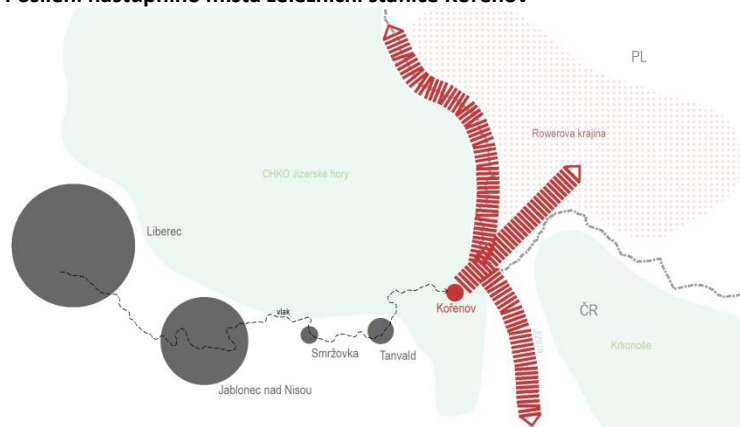 Posílení nástupního místa železniční stanice Kořenov
PL
Rowerova krajina
CHKO Jizerské hory
Liberec
Kořenov
vlak
ČR
Jizera
Smržovka
Tanvald
Krkonoše
Jablonec nad Nisou